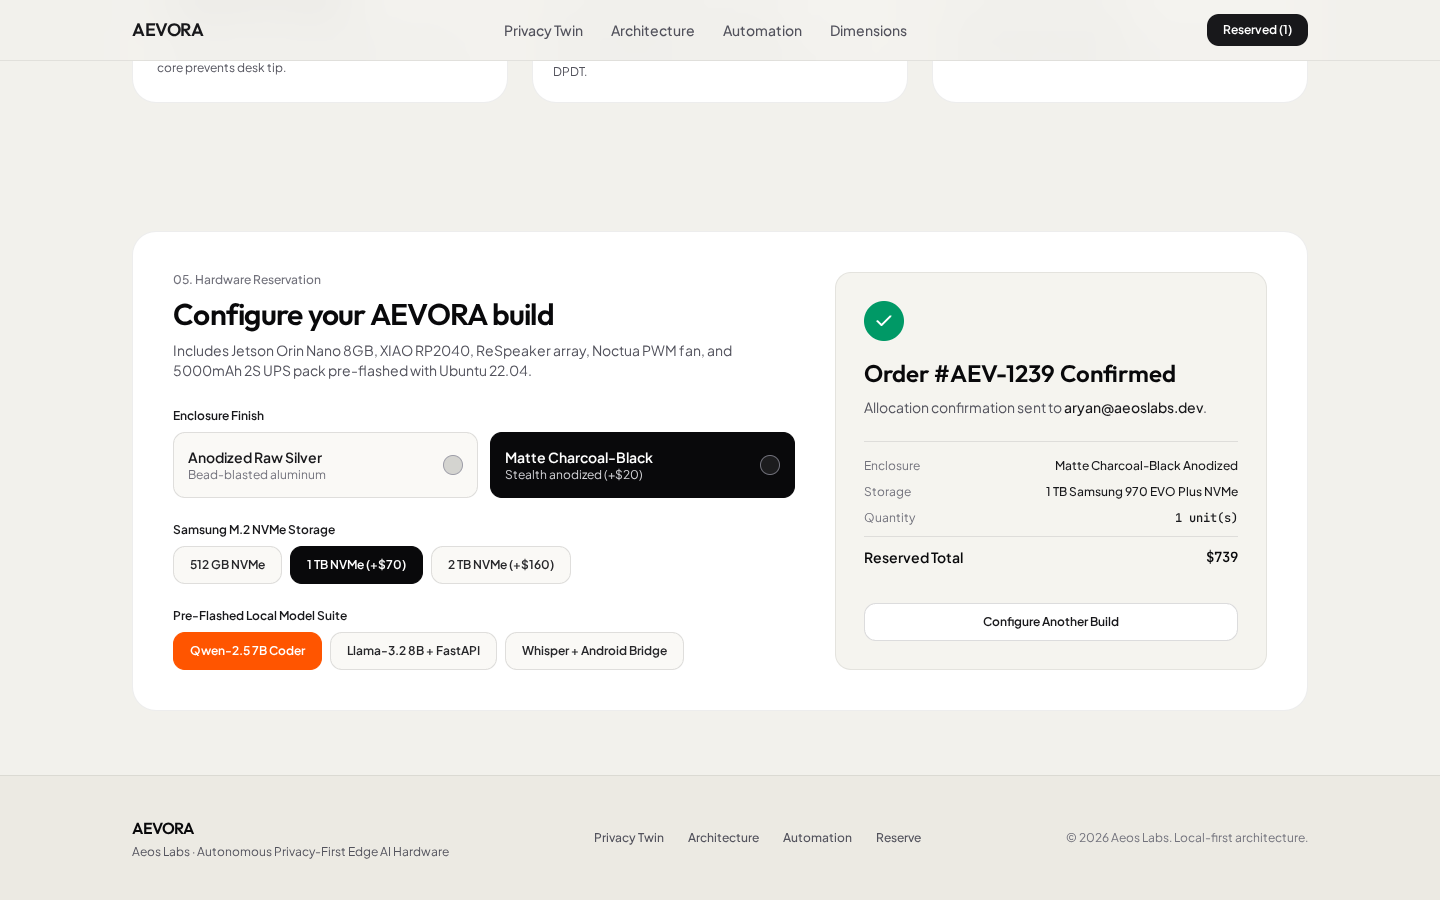 AEVORA
Privacy Twin
Architecture
Automation
Dimensions
Reserved (1)
core prevents desk tip.
DPDT.
05. Hardware Reservation
Configure your AEVORA build
Includes Jetson Orin Nano 8GB, XIAO RP2040, ReSpeaker array, Noctua PWM fan, and
5000mAh 2S UPS pack pre-flashed with Ubuntu 22.04.
Enclosure Finish
Anodized Raw Silver
Bead-blasted aluminum
Matte Charcoal-Black
Stealth anodized (+$20)
Samsung M.2 NVMe Storage
512 GB NVMe
1 TB NVMe (+$70)
2 TB NVMe (+$160)
Pre-Flashed Local Model Suite
Qwen-2.5 7B Coder
Llama-3.2 8B + FastAPI
Whisper + Android Bridge
Order #AEV-1239 Confirmed
Allocation confirmation sent to aryan@aeoslabs.dev.
Enclosure
Matte Charcoal-Black Anodized
Storage
1 TB Samsung 970 EVO Plus NVMe
Quantity
1 unit(s)
Reserved Total
$739
Configure Another Build
AEVORA
Aeos Labs · Autonomous Privacy-First Edge AI Hardware
Privacy Twin
Architecture
Automation
Reserve
© 2026 Aeos Labs. Local-first architecture.